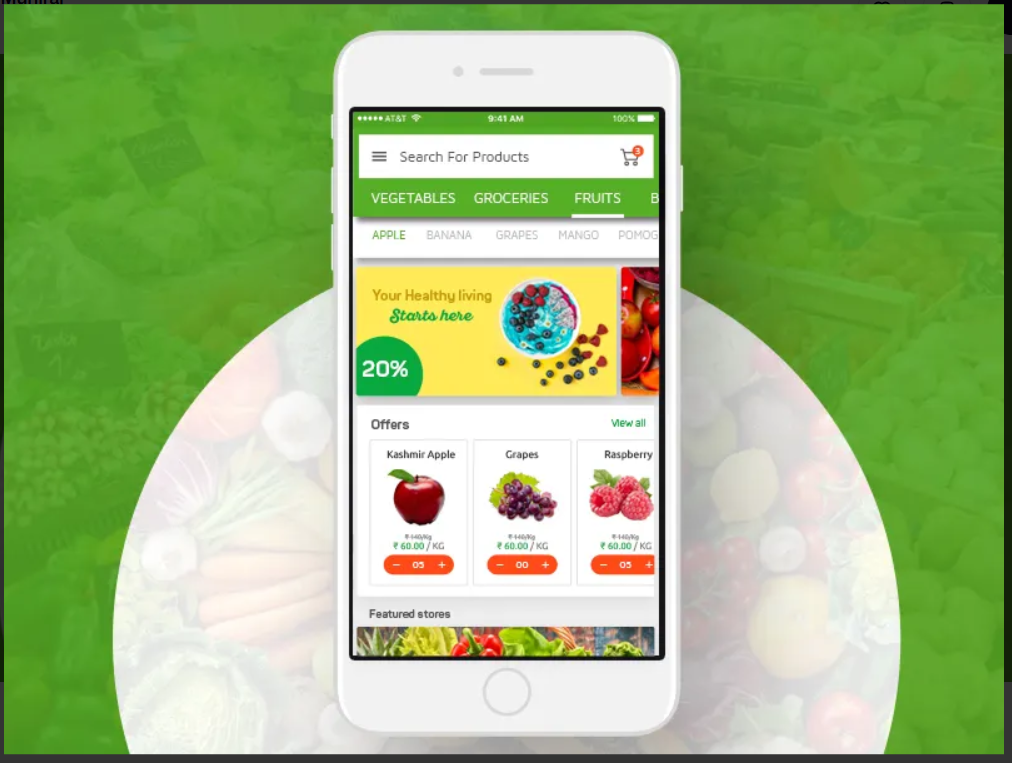 AT&T 9:41 AM 100%
Search For Products 3
VEGETABLES GROCERIES FRUITS B
APPLE BANANA GRAPES MANGO POMOG
Your Healthy living
Starts here
20%
Offers View all
Kashmir Apple Grapes Raspberry
₹ 140/Kg ₹ 140/Kg ₹ 140/Kg
₹ 60.00 / KG ₹ 60.00 / KG ₹ 60.00 / KG
− 05 + − 00 + − 05 +
Featured stores